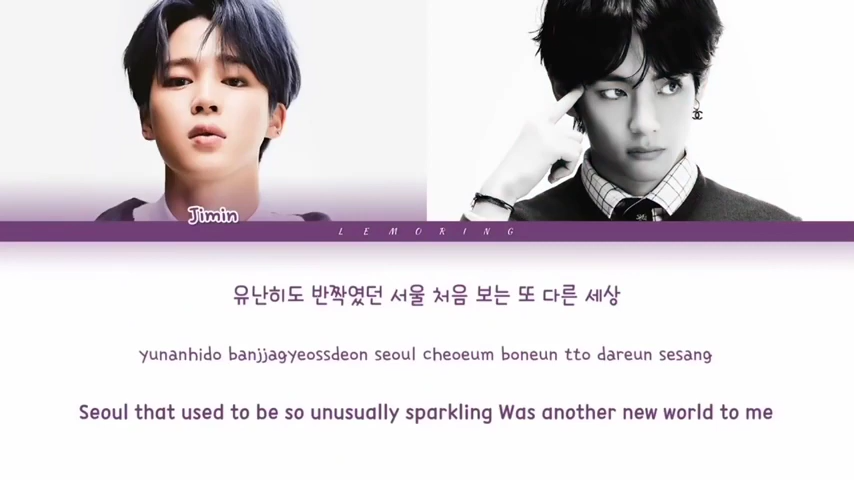 Jimin
LEMORING
유난히도 반짝였던 서울 처음 보는 또 다른 세상
yunanhido banjjagyeossdeon seoul cheoeum boneun tto dareun sesang
Seoul that used to be so unusually sparkling Was another new world to me